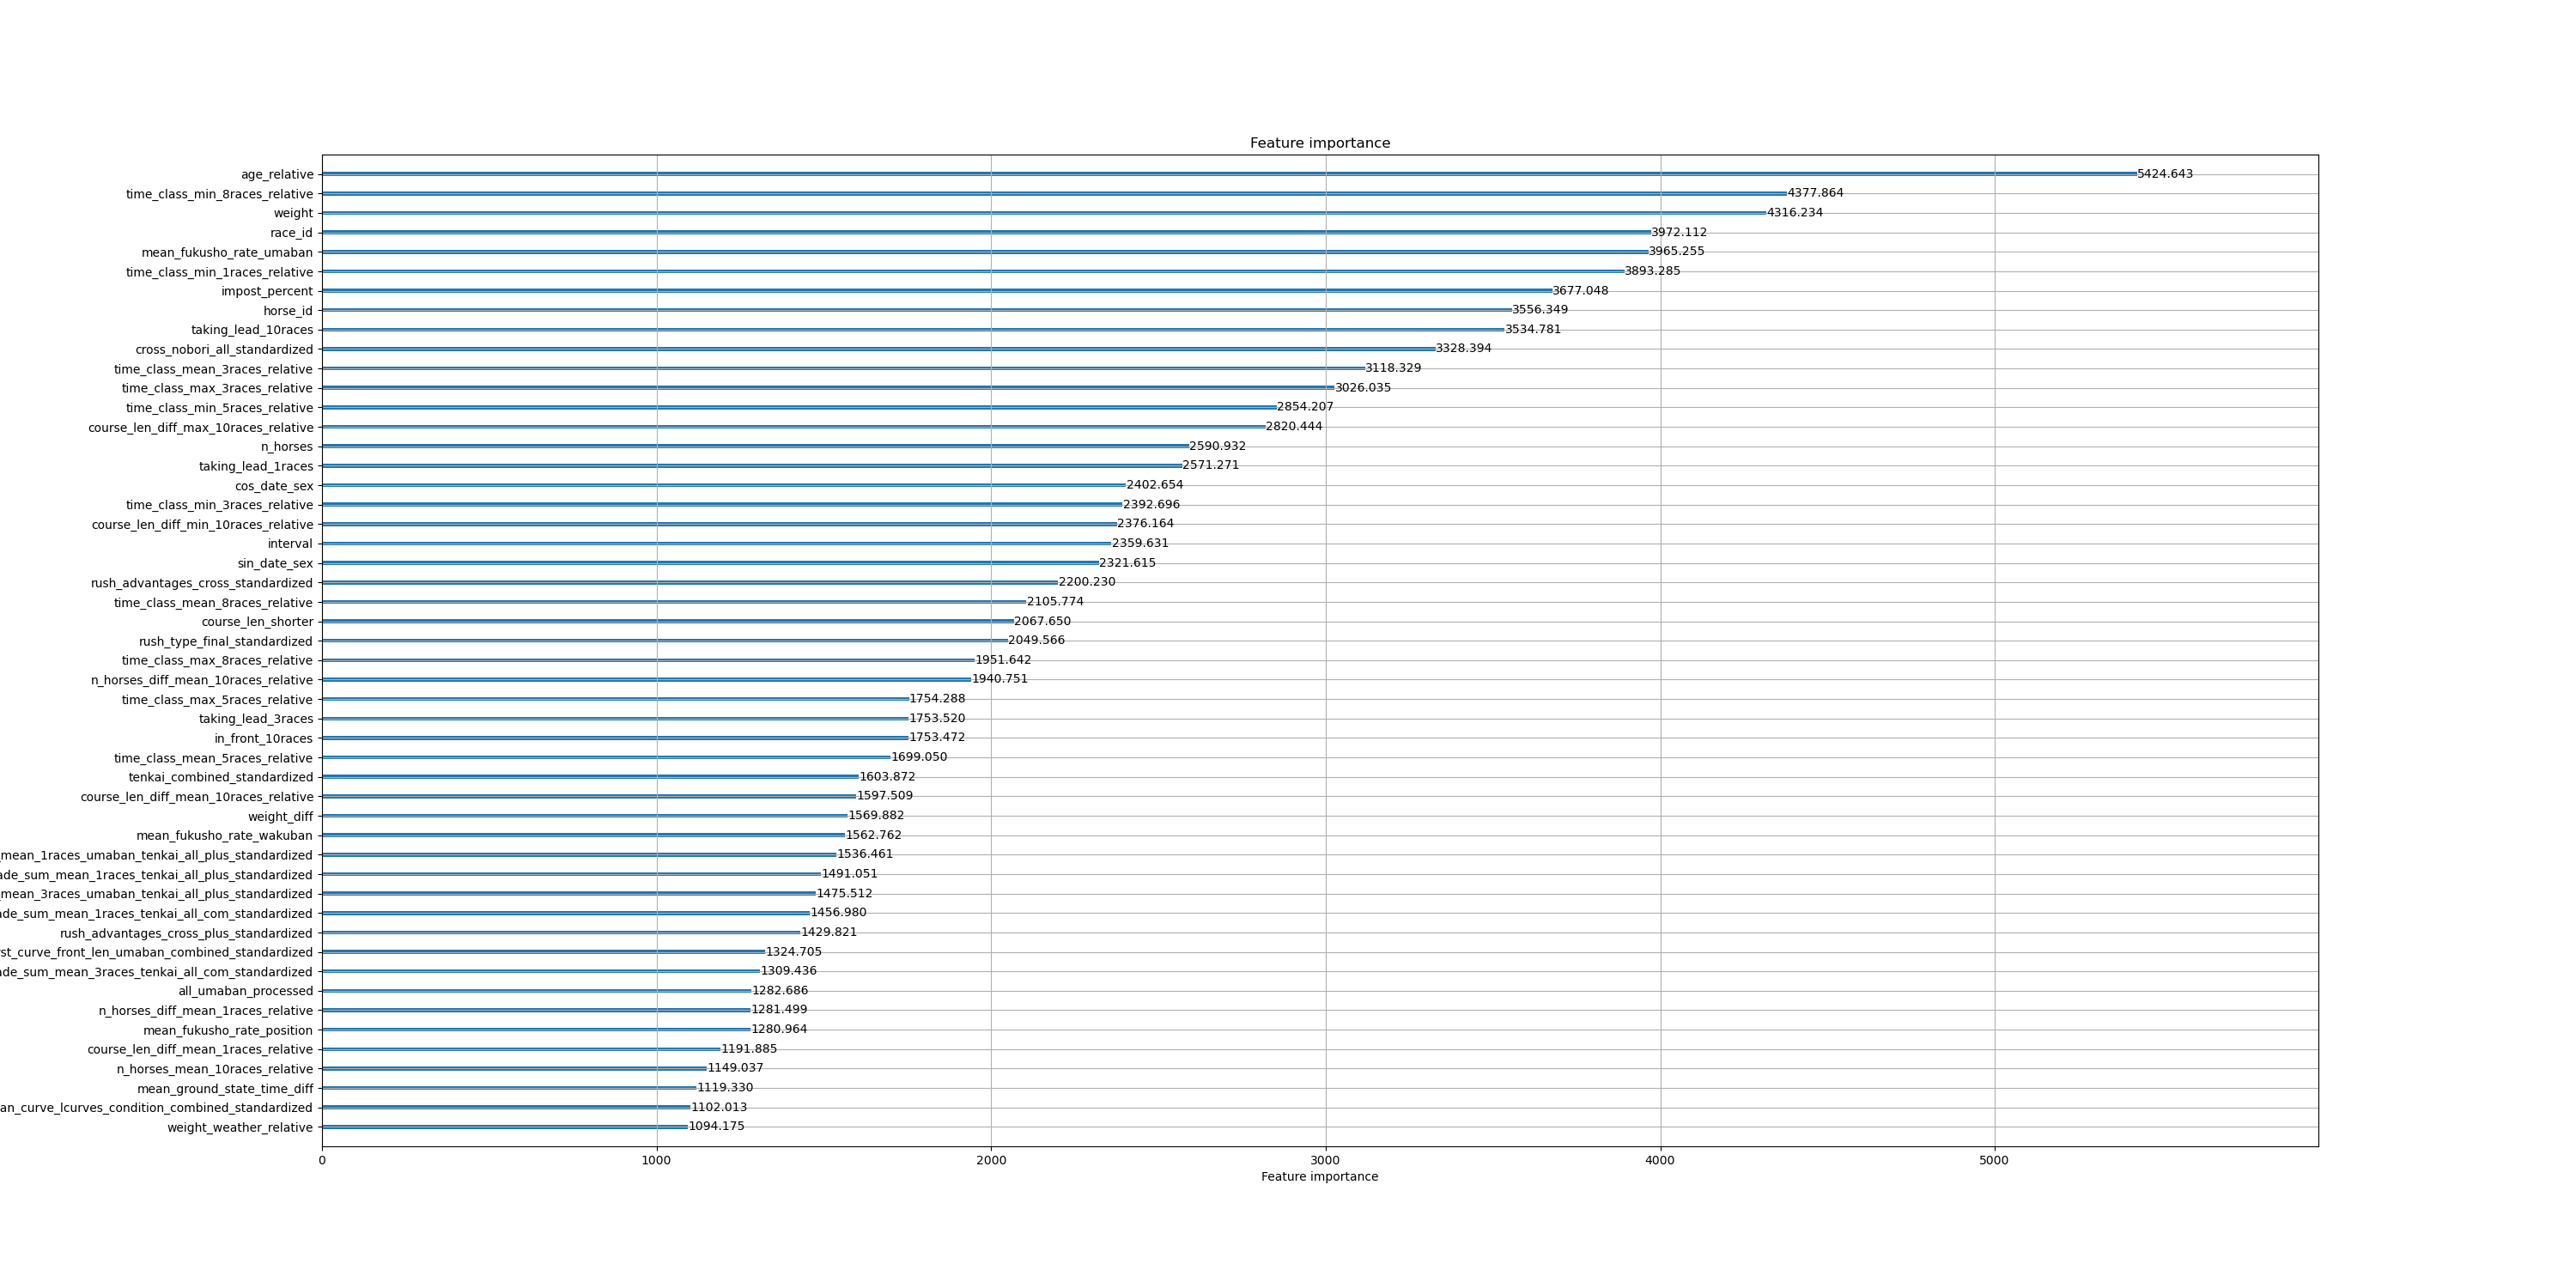 Feature importance
age_relative 5424.643
time_class_min_8races_relative 4377.864
weight 4316.234
race_id 3972.112
mean_fukusho_rate_umaban 3965.255
time_class_min_1races_relative 3893.285
impost_percent 3677.048
horse_id 3556.349
taking_lead_10races 3534.781
cross_nobori_all_standardized 3328.394
time_class_mean_3races_relative 3118.329
time_class_max_3races_relative 3026.035
time_class_min_5races_relative 2854.207
course_len_diff_max_10races_relative 2820.444
n_horses 2590.932
taking_lead_1races 2571.271
cos_date_sex 2402.654
time_class_min_3races_relative 2392.696
course_len_diff_min_10races_relative 2376.164
interval 2359.631
sin_date_sex 2321.615
rush_advantages_cross_standardized 2200.230
time_class_mean_8races_relative 2105.774
course_len_shorter 2067.650
rush_type_final_standardized 2049.566
time_class_max_8races_relative 1951.642
n_horses_diff_mean_10races_relative 1940.751
time_class_max_5races_relative 1754.288
taking_lead_3races 1753.520
in_front_10races 1753.472
time_class_mean_5races_relative 1699.050
tenkai_combined_standardized 1603.872
course_len_diff_mean_10races_relative 1597.509
weight_diff 1569.882
mean_fukusho_rate_wakuban 1562.762
_mean_1races_umaban_tenkai_all_plus_standardized 1536.461
ade_sum_mean_1races_tenkai_all_plus_standardized 1491.051
_mean_3races_umaban_tenkai_all_plus_standardized 1475.512
ade_sum_mean_1races_tenkai_all_com_standardized 1456.980
rush_advantages_cross_plus_standardized 1429.821
rst_curve_front_len_umaban_combined_standardized 1324.705
ade_sum_mean_3races_tenkai_all_com_standardized 1309.436
all_umaban_processed 1282.686
n_horses_diff_mean_1races_relative 1281.499
mean_fukusho_rate_position 1280.964
course_len_diff_mean_1races_relative 1191.885
n_horses_mean_10races_relative 1149.037
mean_ground_state_time_diff 1119.330
an_curve_lcurves_condition_combined_standardized 1102.013
weight_weather_relative 1094.175
0 1000 2000 3000 4000 5000
Feature importance